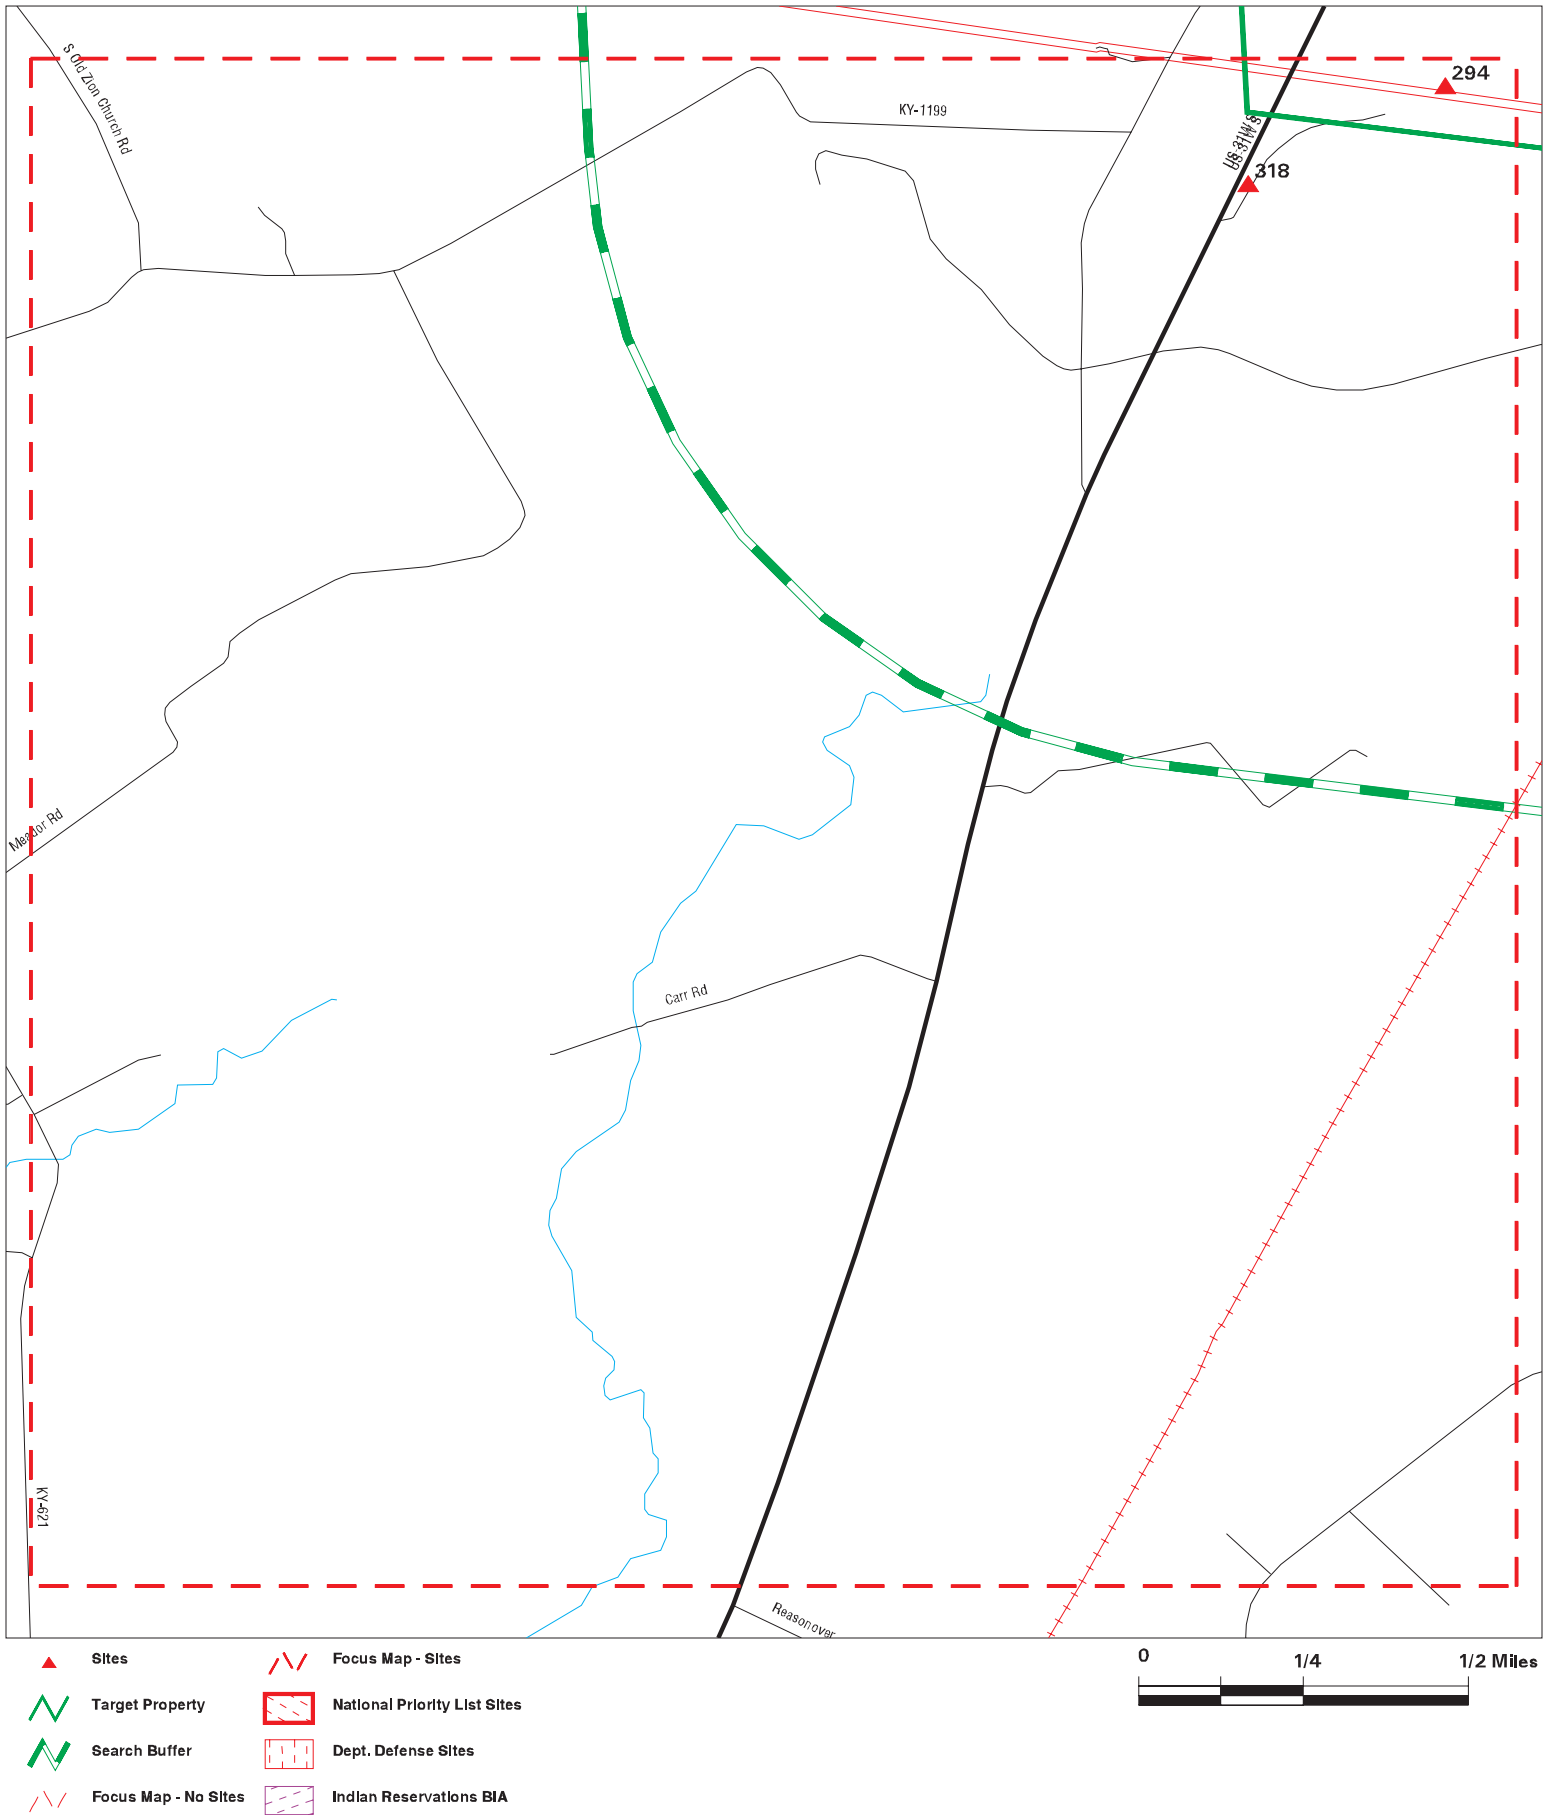 S Old Zion Church Rd
294
KY-1199
US-31W S
US-31W S
318
Meador Rd
Carr Rd
KY-621
Reasonover
Sites
Focus Map - Sites
0
1/4
1/2 Miles
Target Property
National Priority List Sites
Search Buffer
Dept. Defense Sites
Focus Map - No Sites
Indian Reservations BIA